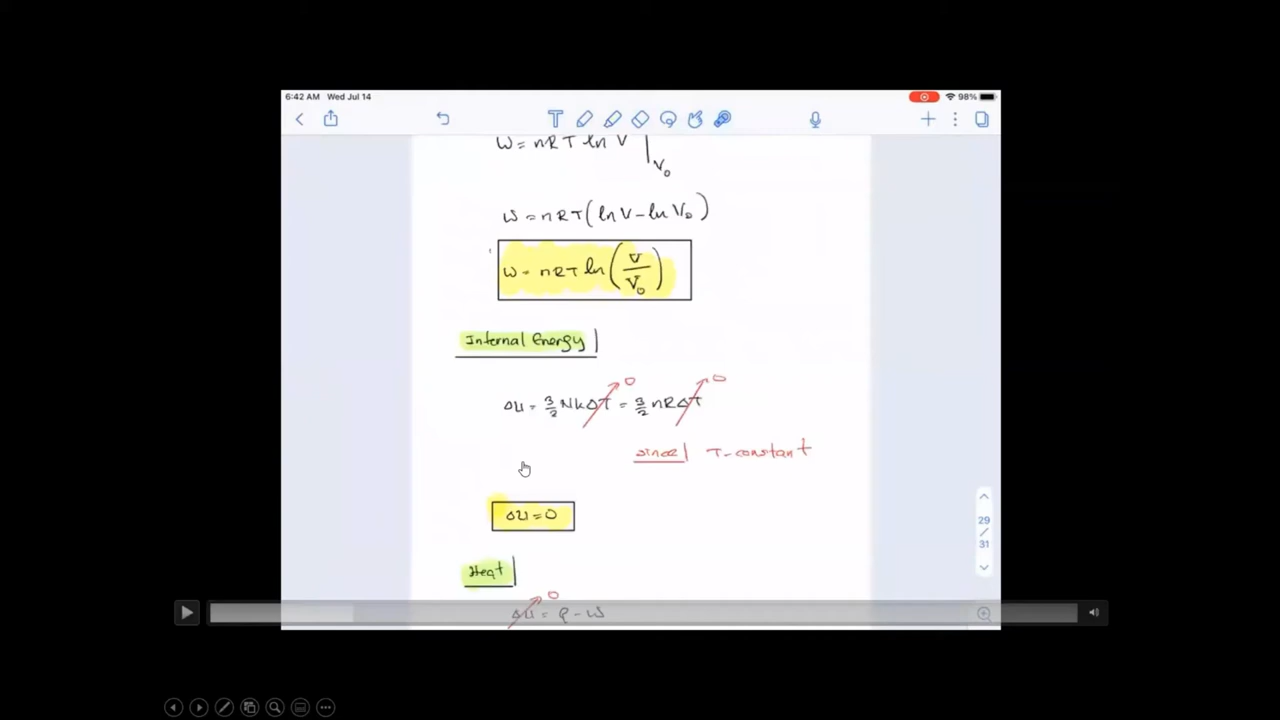 6:42 AM Wed Jul 14
98%
W = nRT ln V |
V₀
W = nRT(ln V - ln V₀)
W = nRT ln (V/V₀)
Internal Energy
0 0
ΔU = 3/2 NkΔT = 3/2 nRΔT
since T-constant
ΔU = 0
Heat
0
ΔU = Q - W
29
/
31